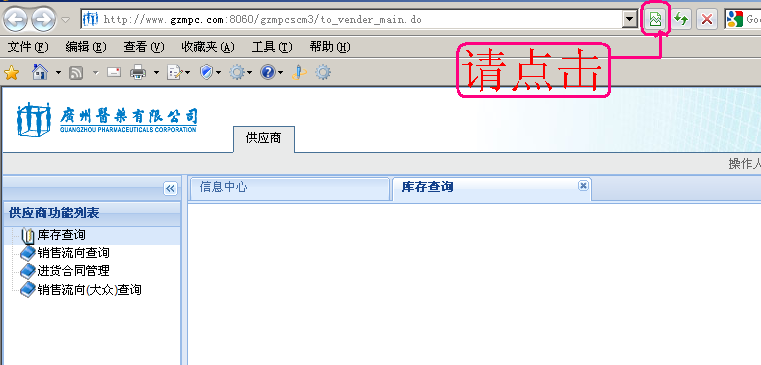 http://www.gzmpc.com:8060/gzmpcscm3/to_vender_main.do
Goo
文件(F) 编辑(E) 查看(V) 收藏夹(A) 工具(T) 帮助(H)
请点击
廣州醫藥有限公司
GUANGZHOU PHARMACEUTICALS CORPORATION
供应商
操作人
信息中心 库存查询
供应商功能列表
库存查询
销售流向查询
进货合同管理
销售流向(大众)查询